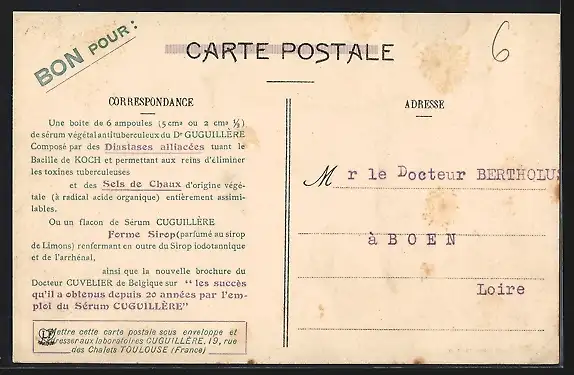 BON POUR:
CARTE POSTALE
6
CORRESPONDANCE
Une boîte de 6 ampoules (5 cm³ ou 2 cm³ ½)
de sérum végétal antituberculeux du Dr GUGUILLÈRE
Composé par des Diastases alliacées tuant le
Bacille de KOCH et permettant aux reins d'éliminer
les toxines tuberculeuses
et des Sels de Chaux d'origine végé-
tale (à radical acide organique) entièrement assimi-
lables.
Ou un flacon de Sérum CUGUILLÈRE
Forme Sirop (parfumé au sirop
de Limons) renfermant en outre du Sirop iodotannique
et de l'arrhénal,
ainsi que la nouvelle brochure du
Docteur CUVELIER de Belgique sur "les succès
qu'il a obtenus depuis 20 années par l'em-
ploi du Sérum CUGUILLÈRE"
Mettre cette carte postale sous enveloppe et
adresser aux laboratoires CUGUILLÈRE, 19, rue
des Chalets TOULOUSE (France)
ADRESSE
Mr le Docteur BERTHOLUS
à BOEN
Loire